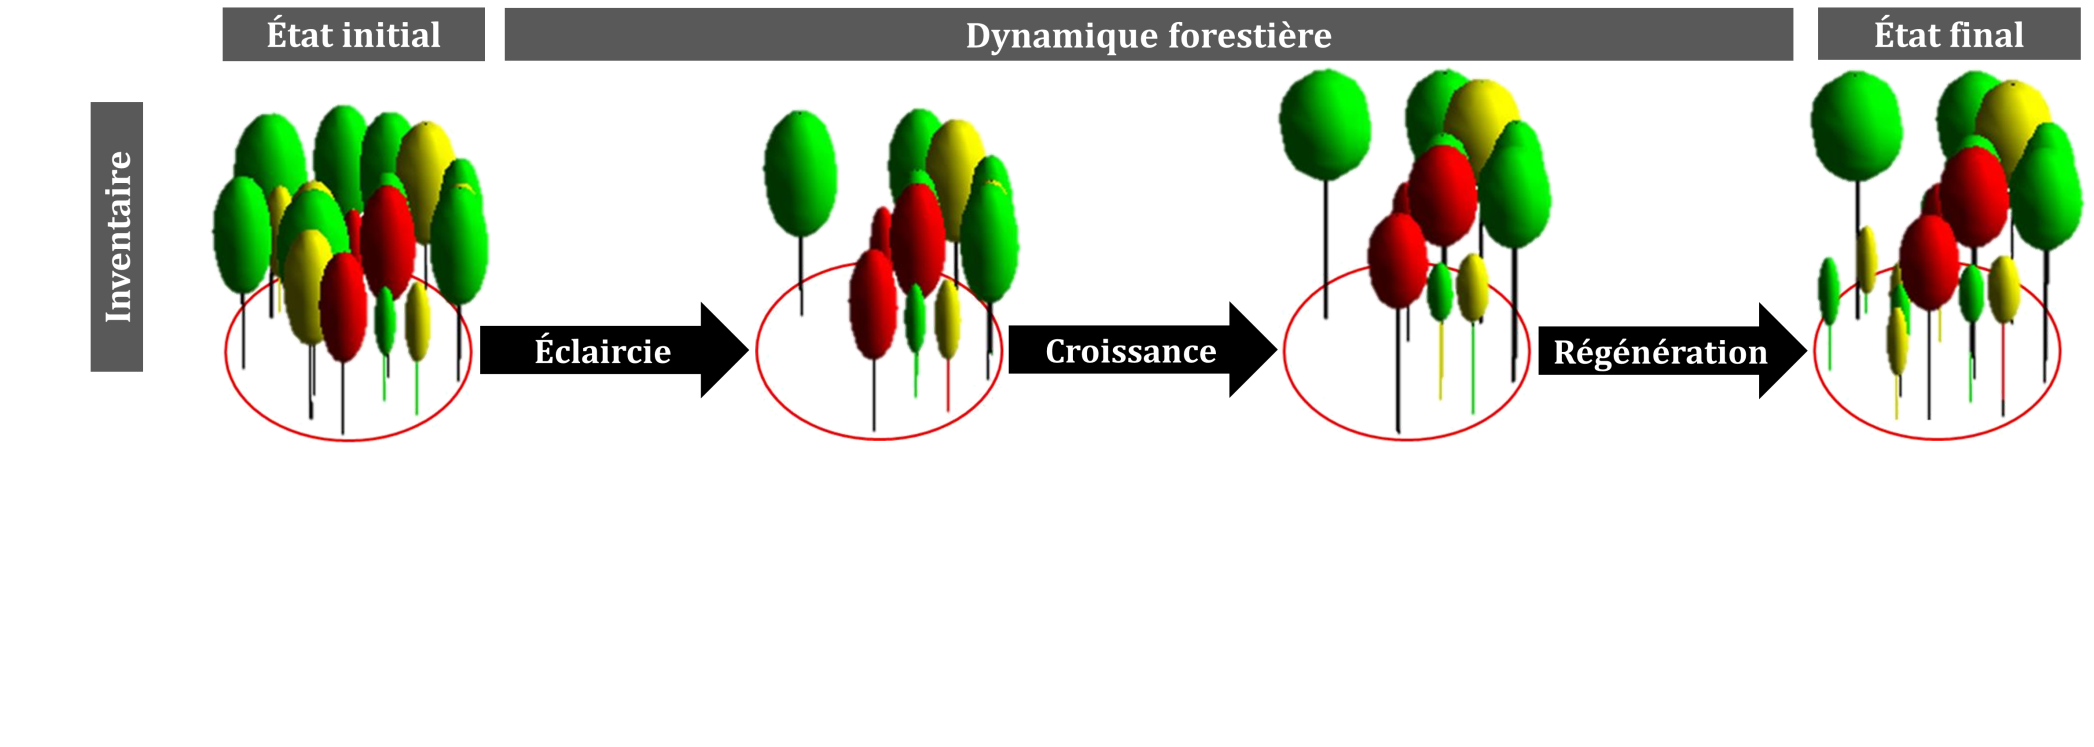 État initial
Dynamique forestière
État final
Inventaire
Éclaircie
Croissance
Régénération